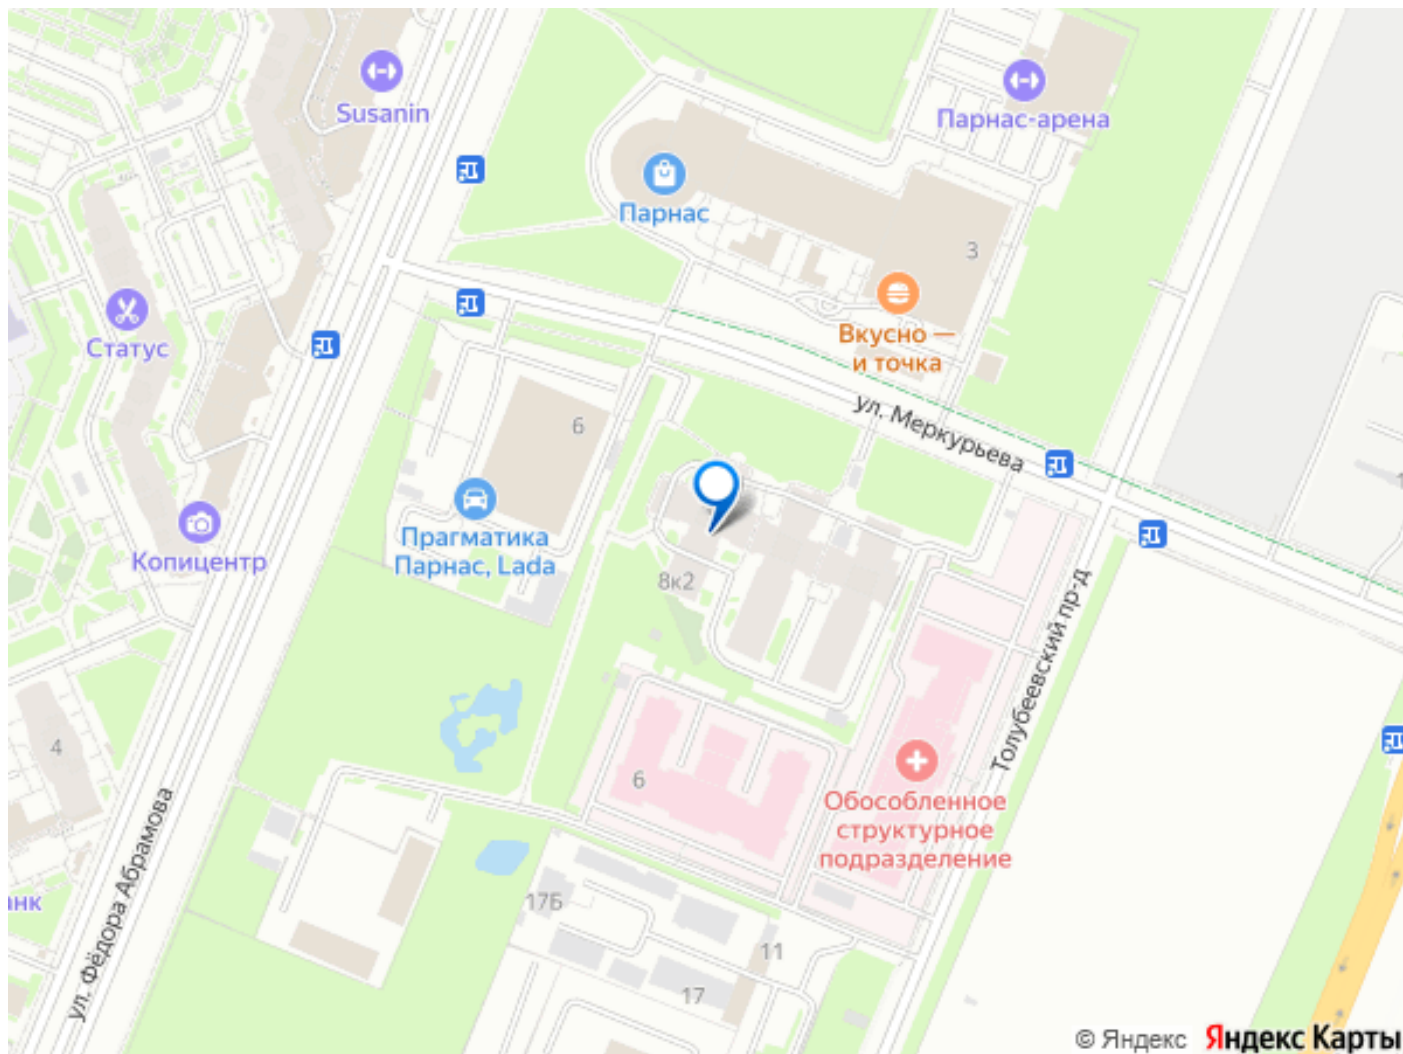 Susanin
Парнас-арена
Парнас
3
Вкусно —
и точка
Статус
ул. Меркурьева
6
Прагматика
Парнас, Lada
Копицентр
8к2
Толубеевский пр-д
4
6
Обособленное
структурное
подразделение
ул. Фёдора Абрамова
нк
17Б
11
17
© Яндекс Яндекс Карты